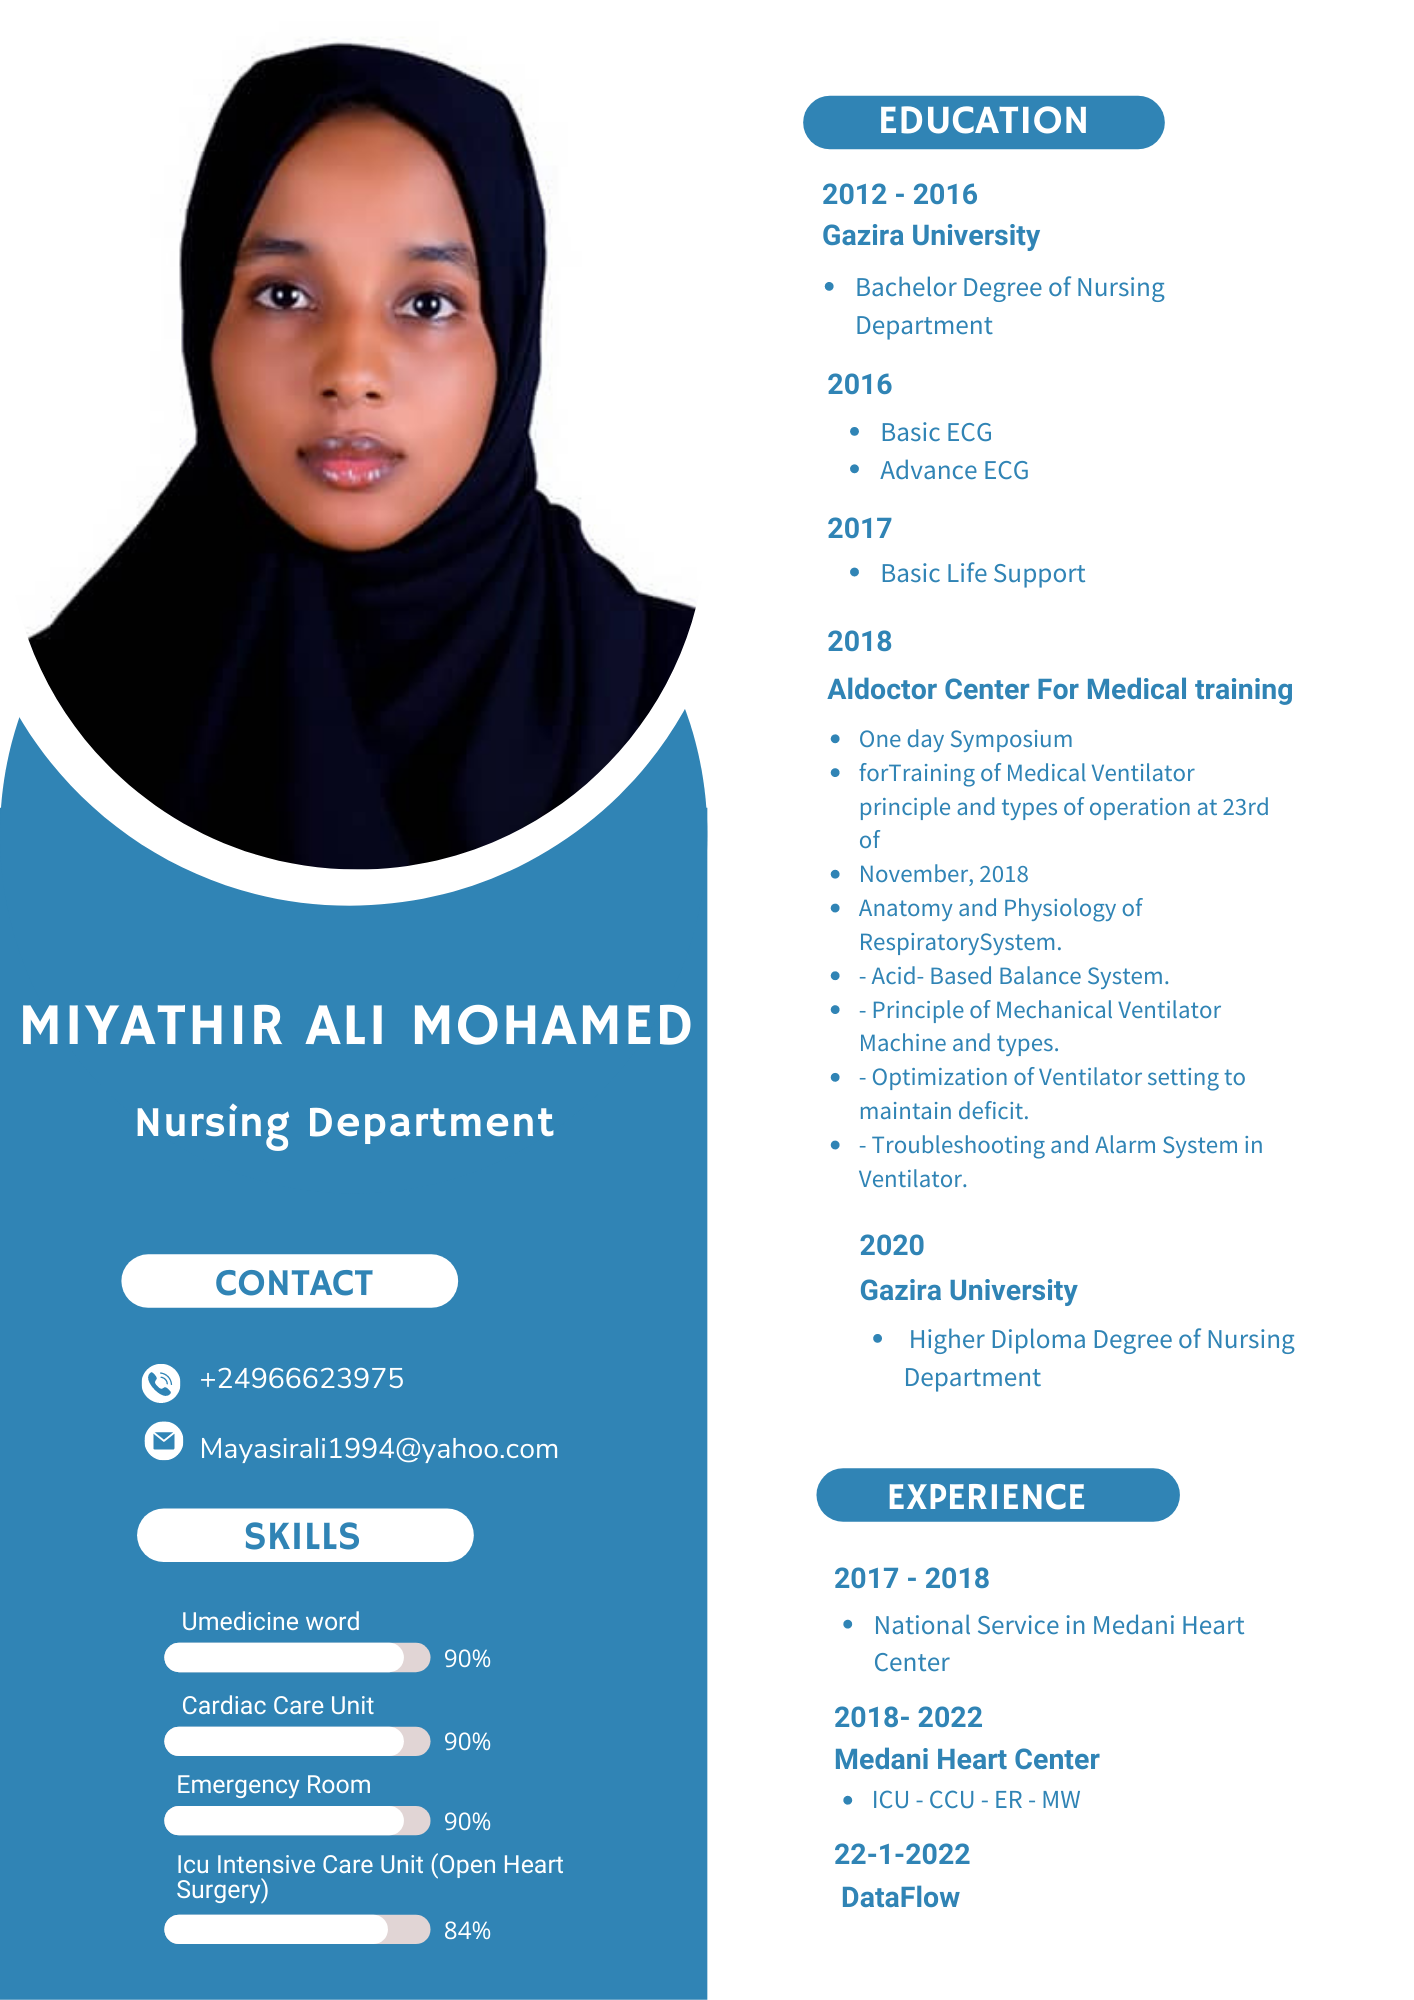 MIYATHIR ALI MOHAMED
Nursing Department
CONTACT
+24966623975
Mayasirali1994@yahoo.com
SKILLS
Umedicine word
90%
Cardiac Care Unit
90%
Emergency Room
90%
Icu Intensive Care Unit (Open Heart
Surgery)
84%
EDUCATION
2012 - 2016
Gazira University
• Bachelor Degree of Nursing
Department
2016
• Basic ECG
• Advance ECG
2017
• Basic Life Support
2018
Aldoctor Center For Medical training
• One day Symposium
• forTraining of Medical Ventilator
principle and types of operation at 23rd
of
• November, 2018
• Anatomy and Physiology of
RespiratorySystem.
• - Acid- Based Balance System.
• - Principle of Mechanical Ventilator
Machine and types.
• - Optimization of Ventilator setting to
maintain deficit.
• - Troubleshooting and Alarm System in
Ventilator.
2020
Gazira University
• Higher Diploma Degree of Nursing
Department
EXPERIENCE
2017 - 2018
• National Service in Medani Heart
Center
2018- 2022
Medani Heart Center
• ICU - CCU - ER - MW
22-1-2022
DataFlow